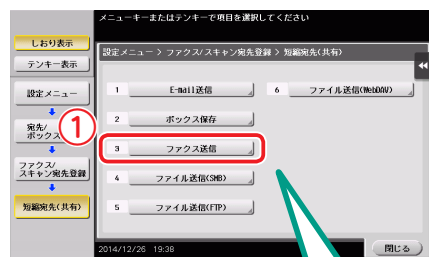 メニューキーまたはテンキーで項目を選択してください
しおり表示
テンキー表示
設定メニュー > ファクス/スキャン宛先登録 > 短縮宛先(共有)
設定メニュー
宛先/
ボックス
ファクス/
スキャン宛先登録
短縮宛先(共有)
①
1 E-mail送信
2 ボックス保存
3 ファクス送信
4 ファイル送信(SMB)
5 ファイル送信(FTP)
6 ファイル送信(WebDAV)
2014/12/26 19:38
閉じる